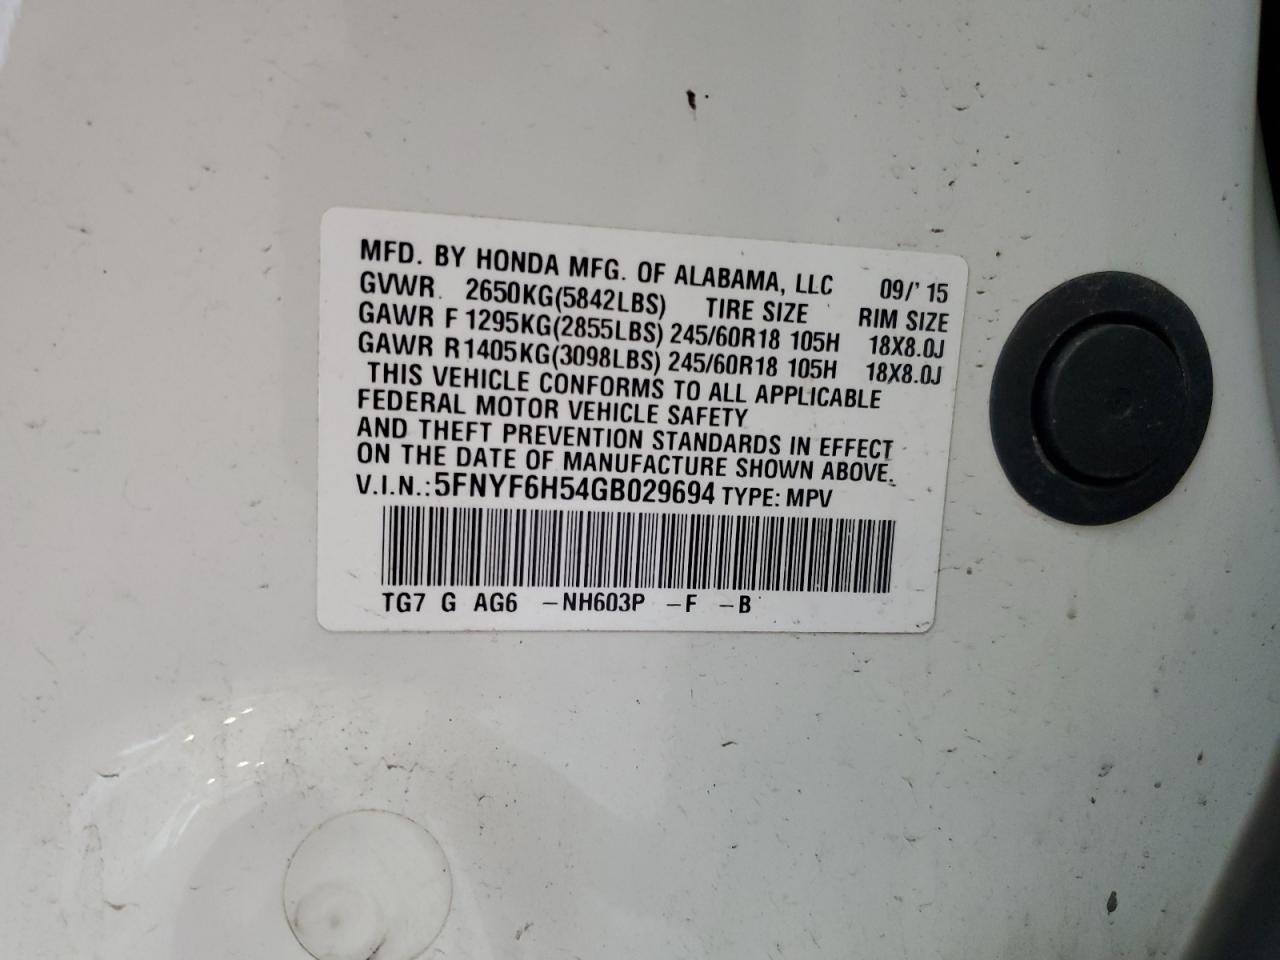 MFD. BY HONDA MFG. OF ALABAMA, LLC 09/'15
GVWR 2650KG(5842LBS) TIRE SIZE RIM SIZE
GAWR F 1295KG(2855LBS) 245/60R18 105H 18X8.0J
GAWR R1405KG(3098LBS) 245/60R18 105H 18X8.0J
THIS VEHICLE CONFORMS TO ALL APPLICABLE
FEDERAL MOTOR VEHICLE SAFETY
AND THEFT PREVENTION STANDARDS IN EFFECT
ON THE DATE OF MANUFACTURE SHOWN ABOVE.
V.I.N.:5FNYF6H54GB029694 TYPE: MPV
TG7 G AG6 -NH603P -F -B